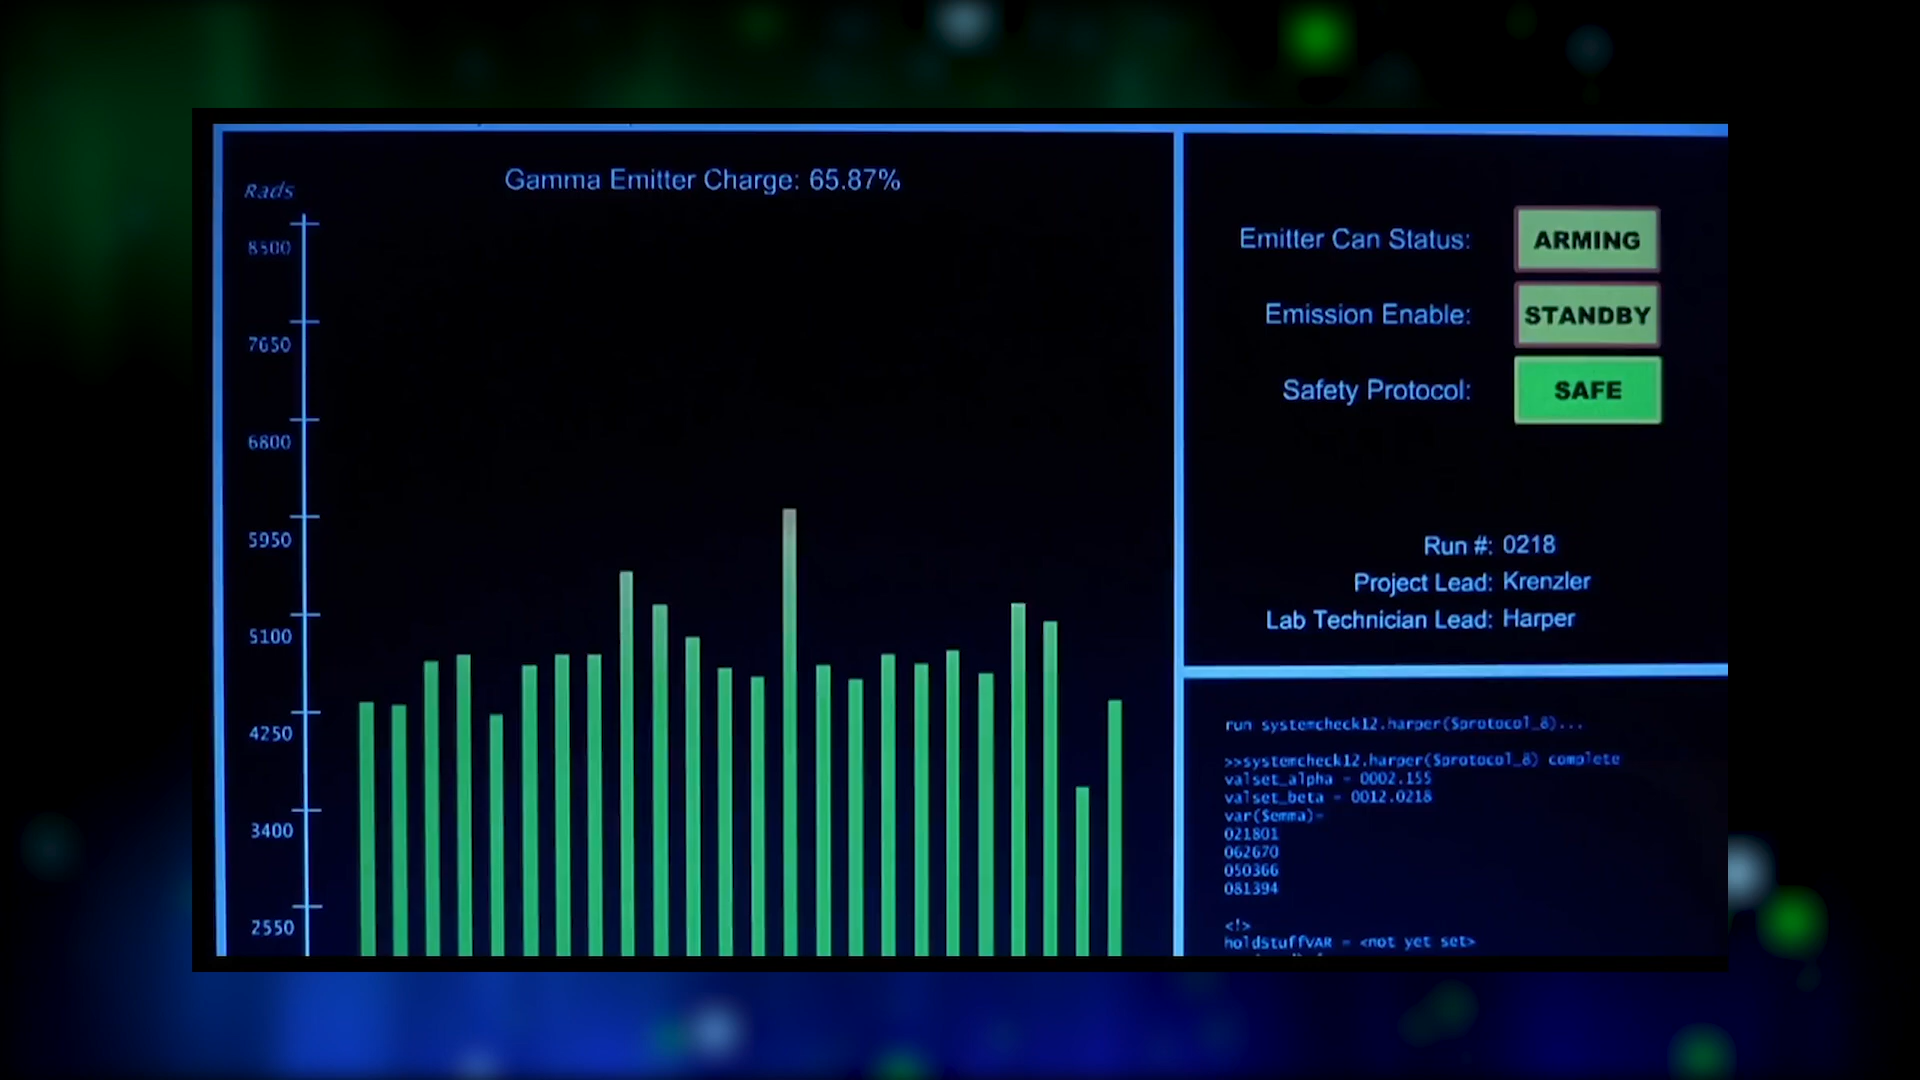 Gamma Emitter Charge: 65.87%
Rads
8500
7650
6800
5950
5100
4250
3400
2550
Emitter Can Status: ARMING
Emission Enable: STANDBY
Safety Protocol: SAFE
Run #: 0218
Project Lead: Krenzler
Lab Technician Lead: Harper
run systemcheck12.harper($protocol_8)...
>>systemcheck12.harper($protocol_8) complete
valset_alpha - 0002.155
valset_beta - 0012.0218
var($emma)-
021801
062670
050366
081394
<!>
holdstuffVAR - <not yet set>